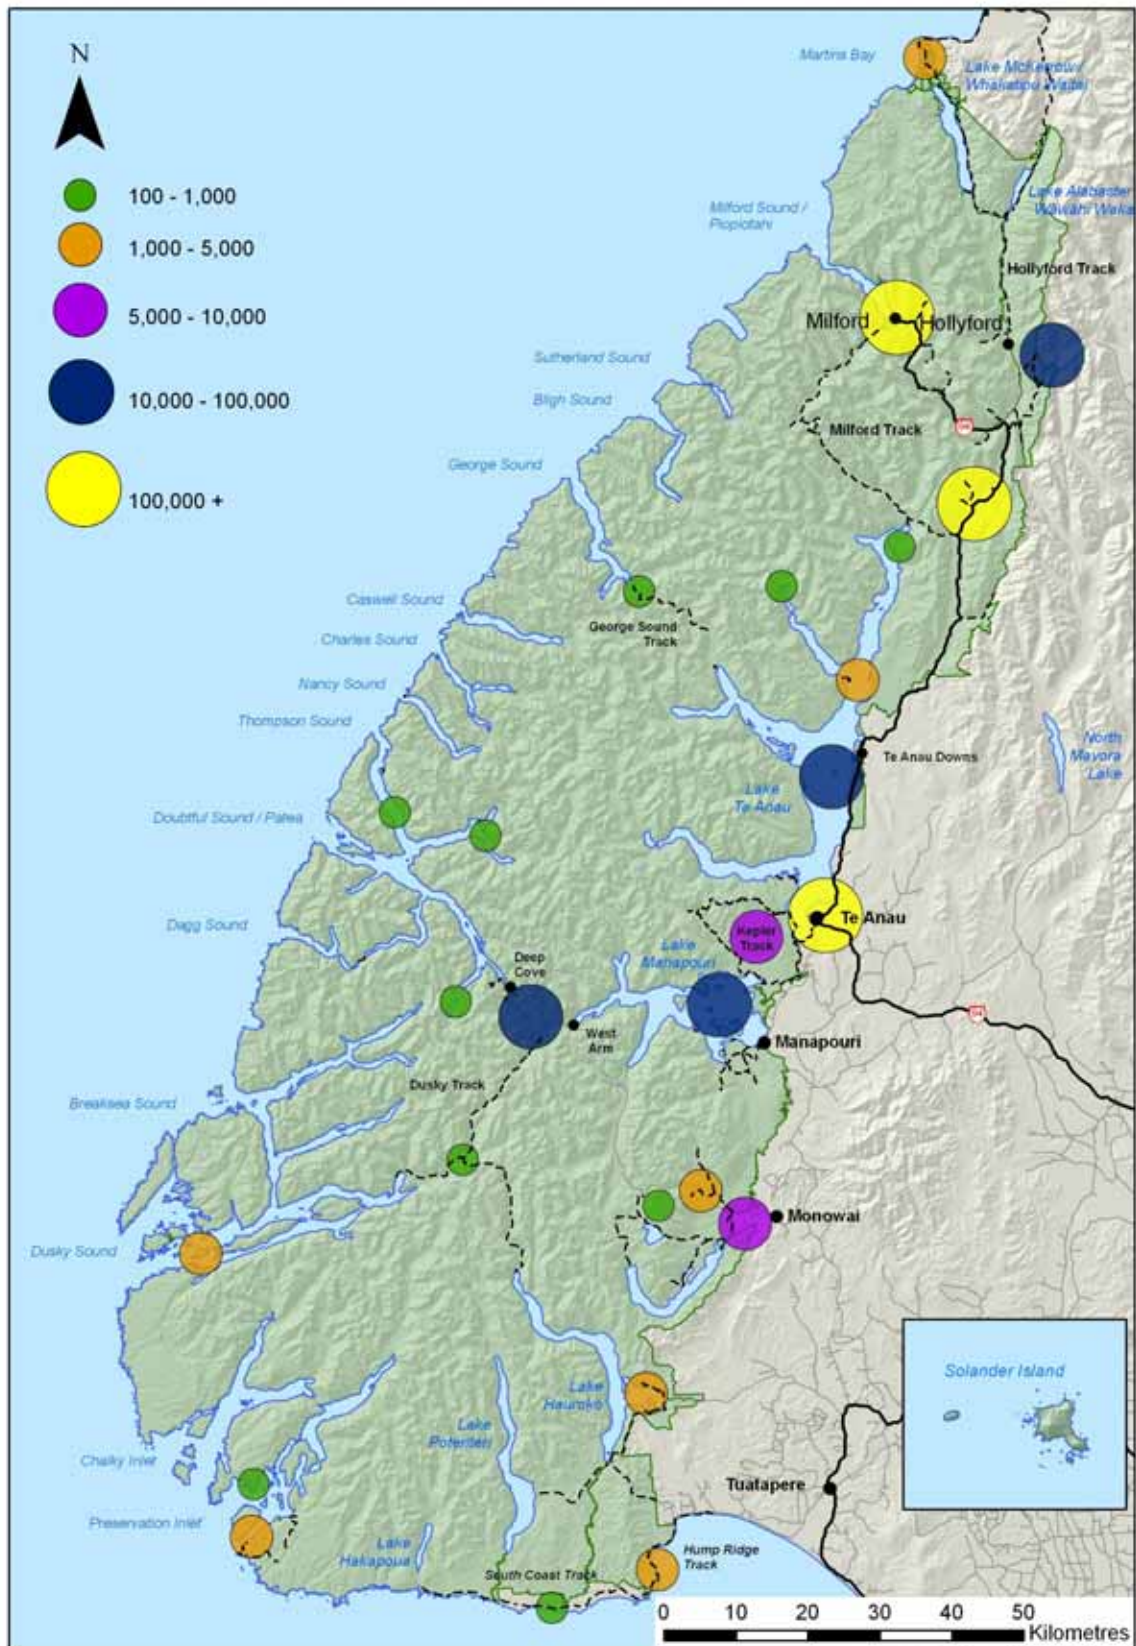 N
100 - 1,000
1,000 - 5,000
5,000 - 10,000
10,000 - 100,000
100,000 +
Martins Bay
Lake McKerrow/
Whakatipu Waitai
Lake Alabaster
Wāwāhi Waka
Milford Sound /
Piopiotahi
Hollyford Track
Milford
Hollyford
Sutherland Sound
Bligh Sound
Milford Track
94
George Sound
Caswell Sound
George Sound
Track
Charles Sound
Nancy Sound
Thompson Sound
North
Mavora
Lake
Te Anau Downs
Lake
Te Anau
Doubtful Sound / Patea
Te Anau
Kepler
Track
Dagg Sound
Lake
Manapouri
Deep
Cove
94
West
Arm
Manapouri
Dusky Track
Breaksea Sound
Monowai
Dusky Sound
Solander Island
Lake
Hauroko
Lake
Poteriteri
Chalky Inlet
Tuatapere
Preservation Inlet
Lake
Hakapoua
Hump Ridge
Track
South Coast Track
0 10 20 30 40 50
Kilometres